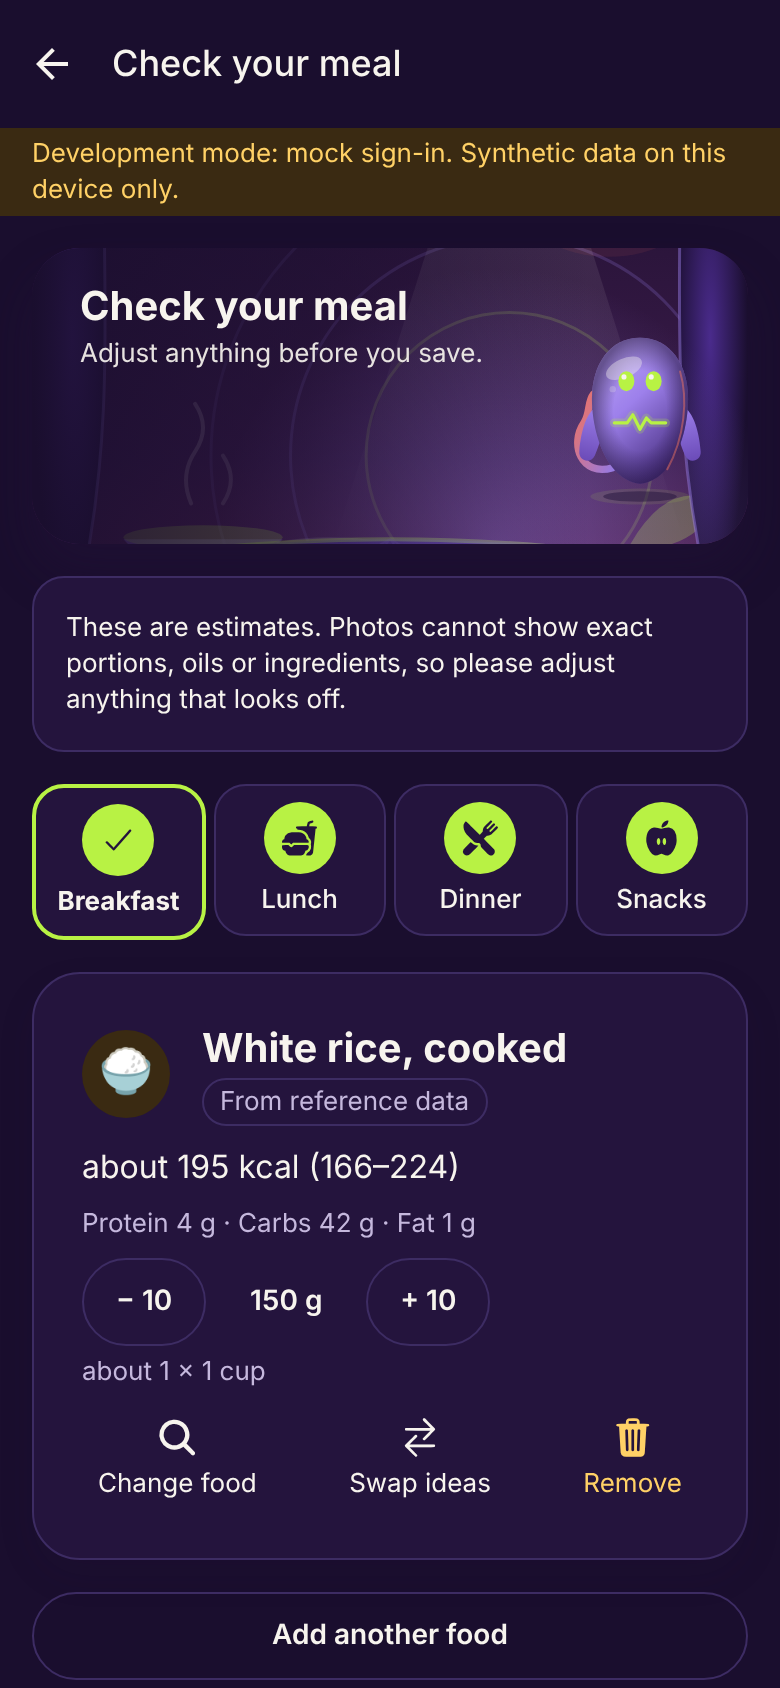 Check your meal
Development mode: mock sign-in. Synthetic data on this
device only.
Check your meal
Adjust anything before you save.
These are estimates. Photos cannot show exact
portions, oils or ingredients, so please adjust
anything that looks off.
Breakfast
Lunch
Dinner
Snacks
White rice, cooked
From reference data
about 195 kcal (166–224)
Protein 4 g · Carbs 42 g · Fat 1 g
− 10
150 g
+ 10
about 1 × 1 cup
Change food
Swap ideas
Remove
Add another food